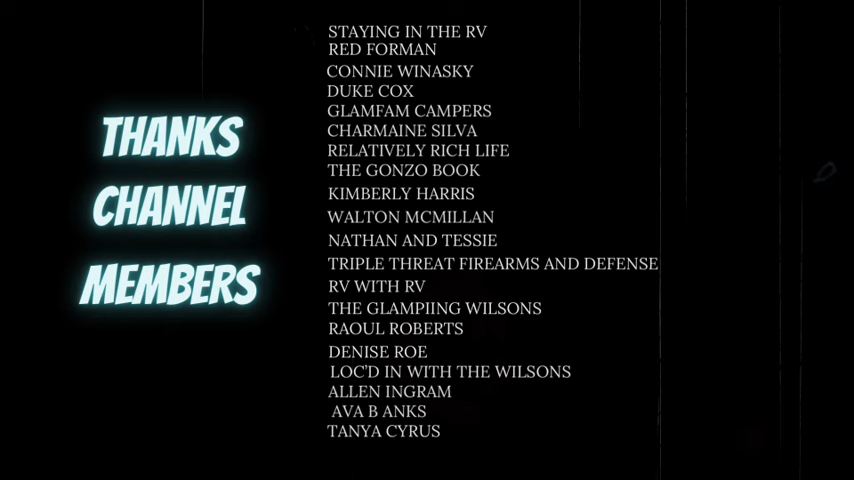 THANKS
CHANNEL
MEMBERS
STAYING IN THE RV
RED FORMAN
CONNIE WINASKY
DUKE COX
GLAMFAM CAMPERS
CHARMAINE SILVA
RELATIVELY RICH LIFE
THE GONZO BOOK
KIMBERLY HARRIS
WALTON MCMILLAN
NATHAN AND TESSIE
TRIPLE THREAT FIREARMS AND DEFENSE
RV WITH RV
THE GLAMPIING WILSONS
RAOUL ROBERTS
DENISE ROE
LOC'D IN WITH THE WILSONS
ALLEN INGRAM
AVA B ANKS
TANYA CYRUS